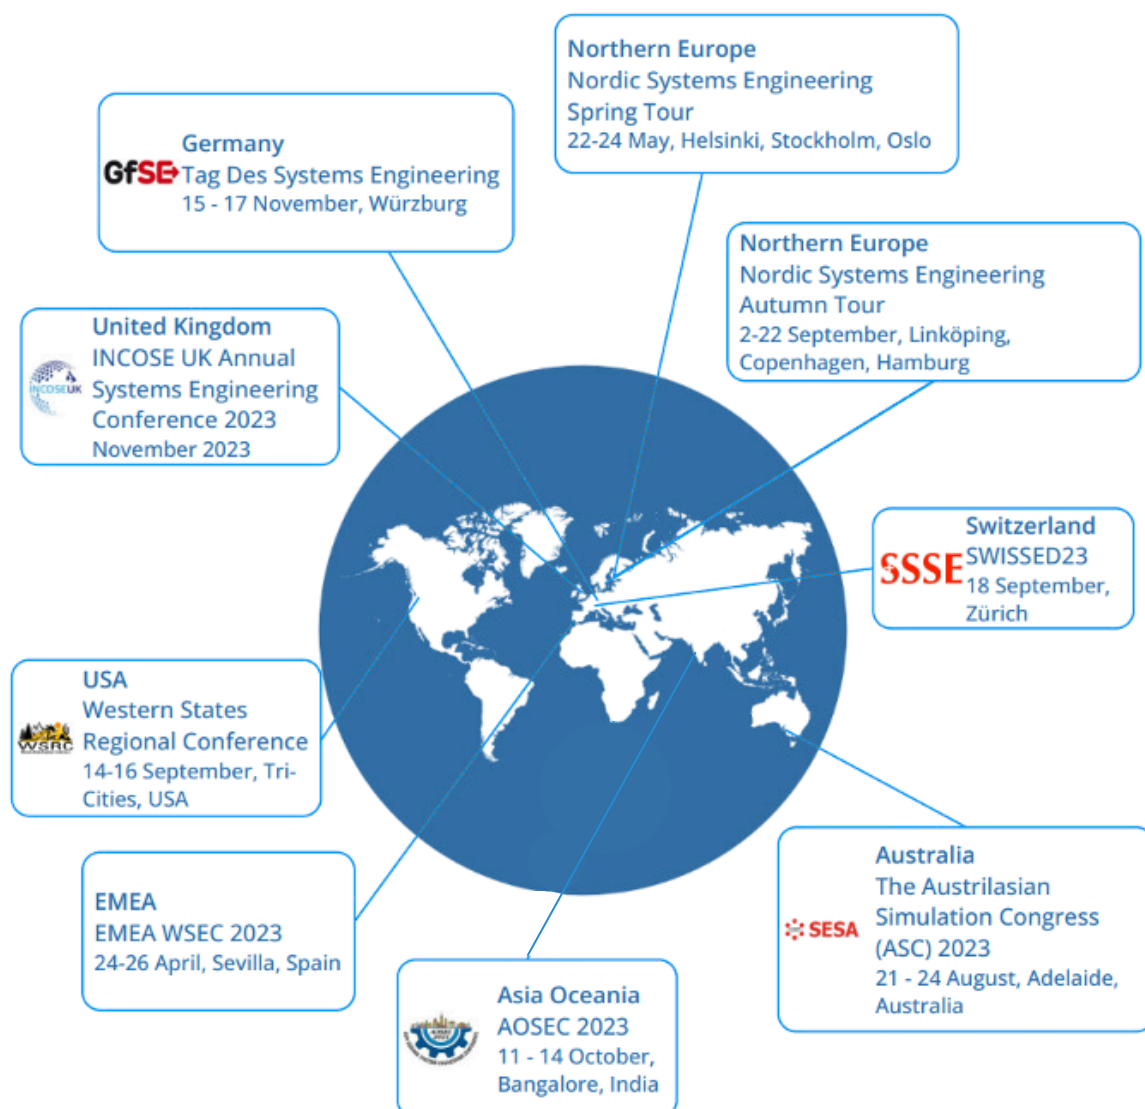 Northern Europe
Nordic Systems Engineering
Spring Tour
22-24 May, Helsinki, Stockholm, Oslo
GfSE
Germany
Tag Des Systems Engineering
15 - 17 November, Würzburg
Northern Europe
Nordic Systems Engineering
Autumn Tour
2-22 September, Linköping,
Copenhagen, Hamburg
INCOSEUK
United Kingdom
INCOSE UK Annual
Systems Engineering
Conference 2023
November 2023
SSSE
Switzerland
SWISSED23
18 September,
Zürich
WSRC
USA
Western States
Regional Conference
14-16 September, Tri-
Cities, USA
EMEA
EMEA WSEC 2023
24-26 April, Sevilla, Spain
SESA
Australia
The Austrilasian
Simulation Congress
(ASC) 2023
21 - 24 August, Adelaide,
Australia
Asia Oceania
AOSEC 2023
11 - 14 October,
Bangalore, India